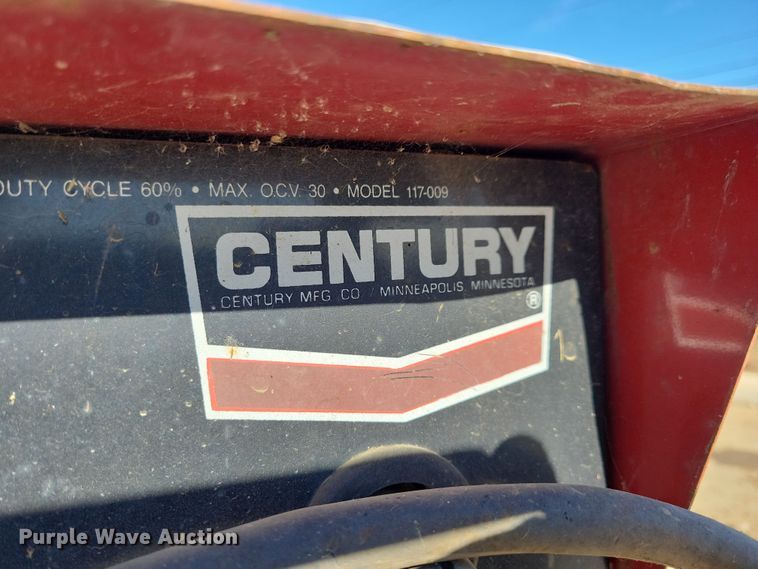 DUTY CYCLE 60% • MAX. O.C.V. 30 • MODEL 117-009
CENTURY
CENTURY MFG. CO. / MINNEAPOLIS, MINNESOTA
®
Purple Wave Auction